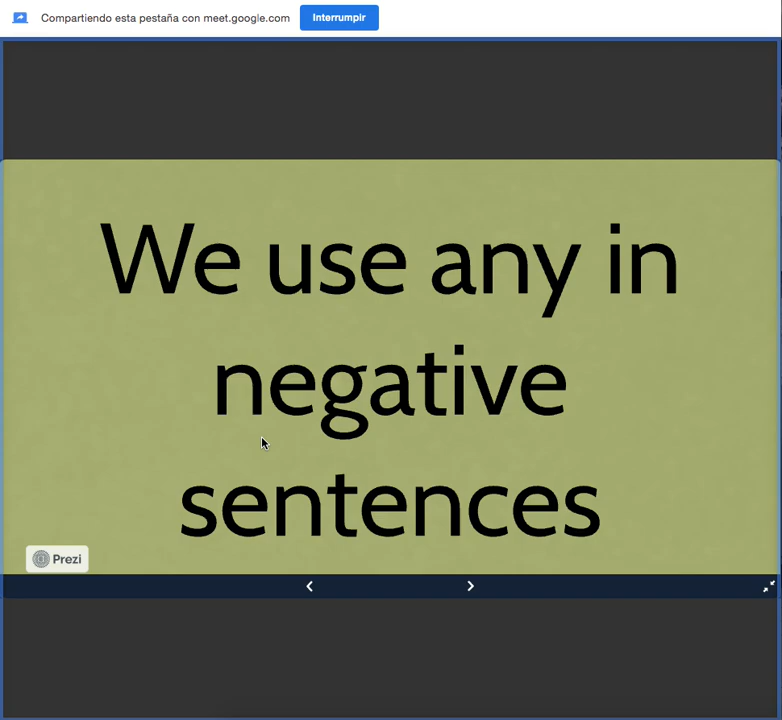 Compartiendo esta pestaña con meet.google.com Interrumpir
We use any in
negative
sentences
Prezi